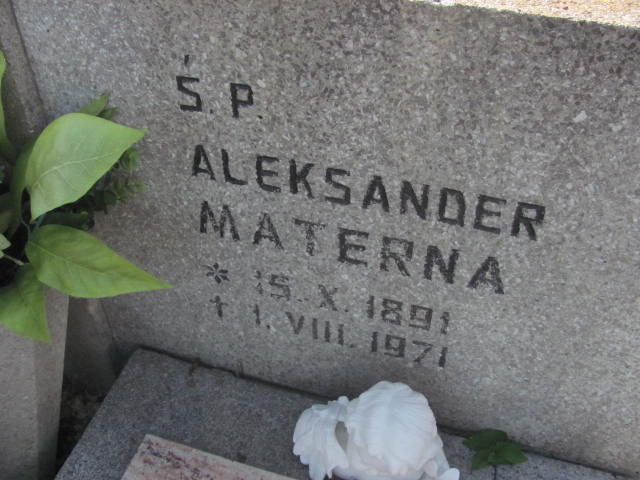 Ś.P.
ALEKSANDER
MATERNA
* 15.X.1891
† 1.VIII.1971